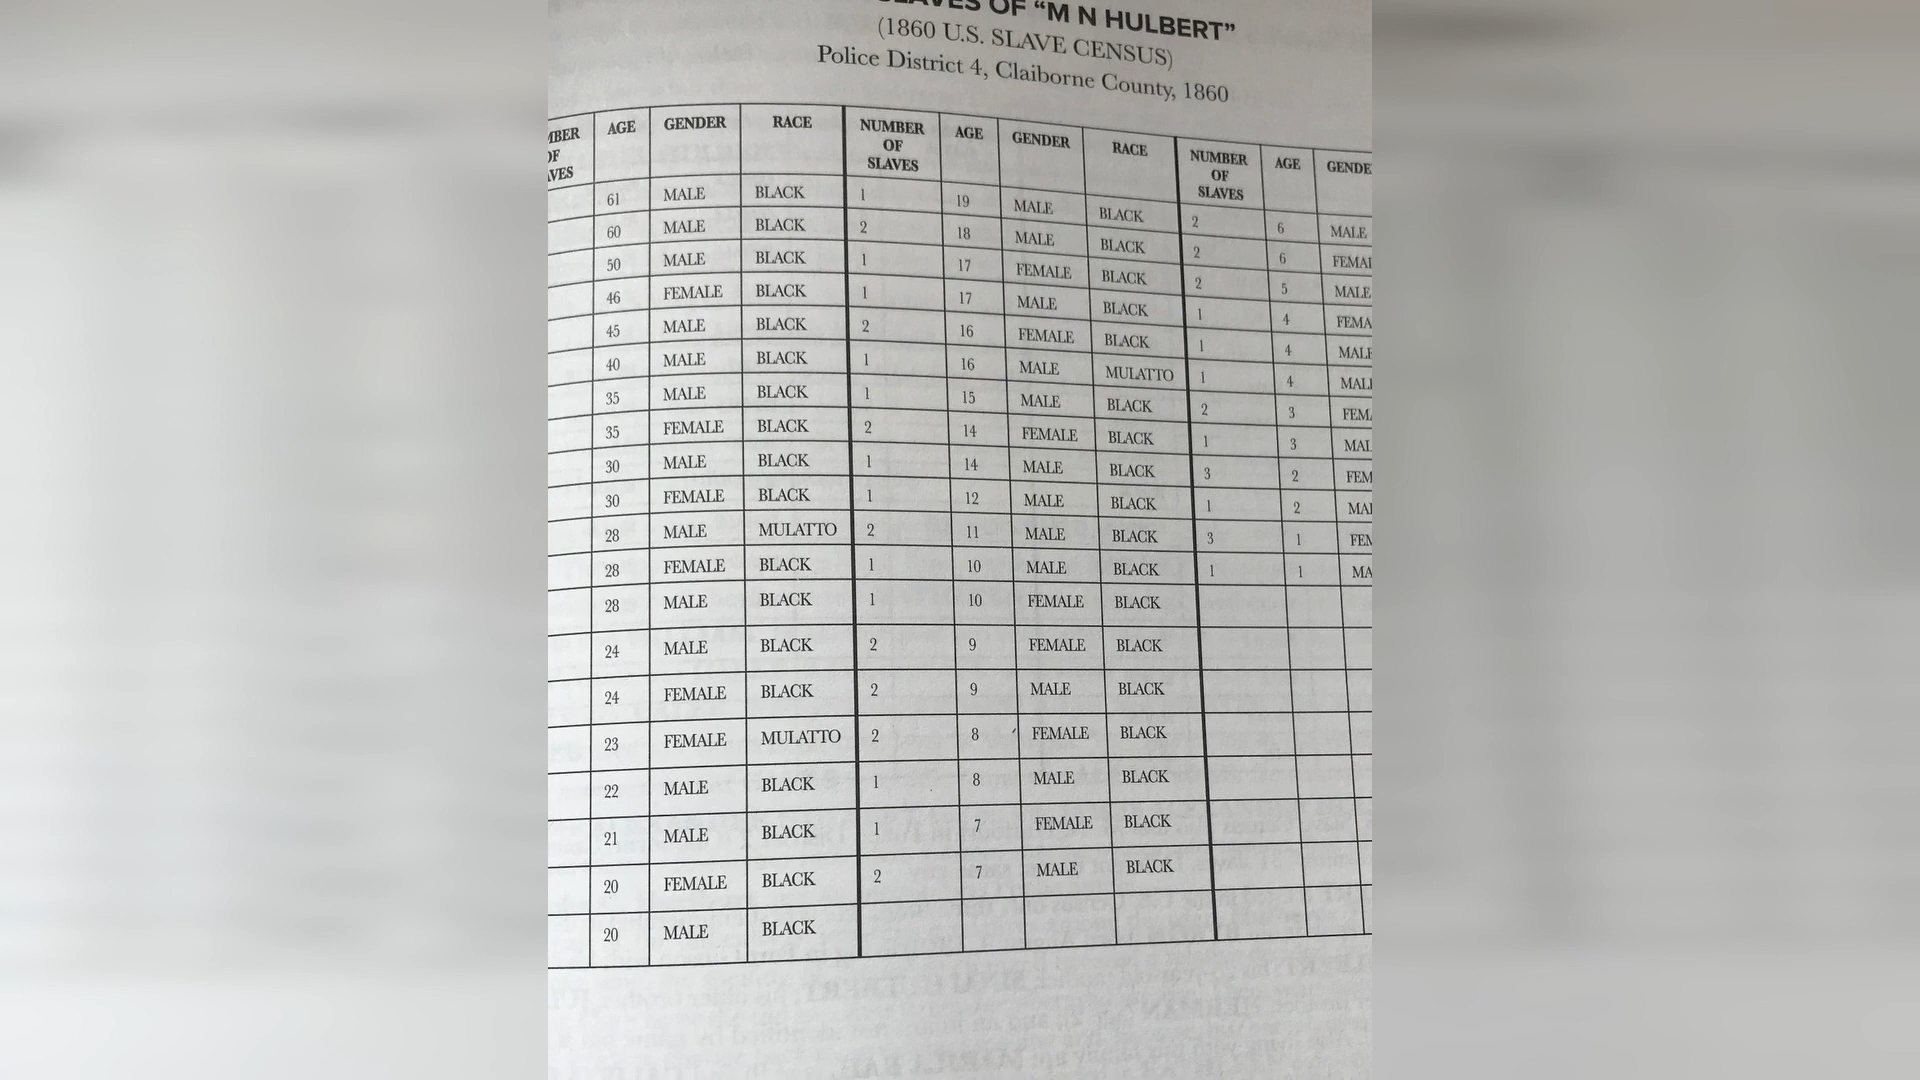 SLAVES OF “M N HULBERT”
(1860 U.S. SLAVE CENSUS)
Police District 4, Claiborne County, 1860
AGE GENDER RACE NUMBER OF SLAVES AGE GENDER RACE NUMBER OF SLAVES AGE
61 MALE BLACK 1 19 MALE BLACK 2 6 MALE
60 MALE BLACK 2 18 MALE BLACK 2 6
50 MALE BLACK 1 17 FEMALE BLACK 2 5 MALE
46 FEMALE BLACK 1 17 MALE BLACK 1 4
45 MALE BLACK 2 16 FEMALE BLACK 1 4
40 MALE BLACK 1 16 MALE MULATTO 1 4
35 MALE BLACK 1 15 MALE BLACK 2 3
35 FEMALE BLACK 2 14 FEMALE BLACK 1 3
30 MALE BLACK 1 14 MALE BLACK 3 2
30 FEMALE BLACK 1 12 MALE BLACK 1 2
28 MALE MULATTO 2 11 MALE BLACK 3 1
28 FEMALE BLACK 1 10 MALE BLACK 1 1
28 MALE BLACK 1 10 FEMALE BLACK
24 MALE BLACK 2 9 FEMALE BLACK
24 FEMALE BLACK 2 9 MALE BLACK
23 FEMALE MULATTO 2 8 FEMALE BLACK
22 MALE BLACK 1 8 MALE BLACK
21 MALE BLACK 1 7 FEMALE BLACK
20 FEMALE BLACK 2 7 MALE BLACK
20 MALE BLACK